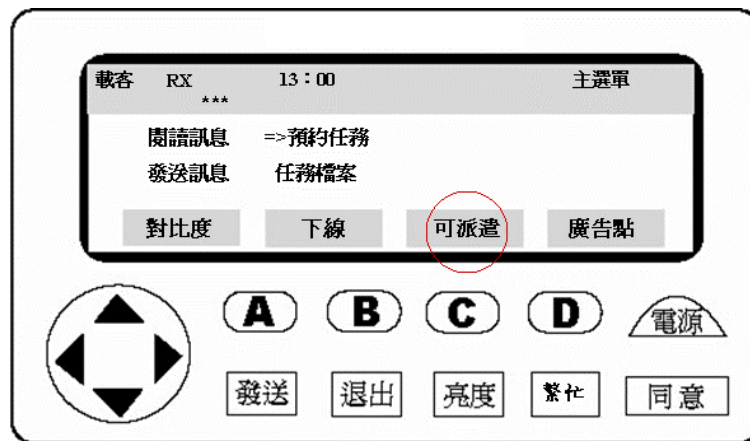 載客 RX 13：00 主選單
***
閱讀訊息 =>預約任務
發送訊息 任務檔案
對比度 下線 可派遣 廣告點
A B C D 電源
發送 退出 亮度 繁忙 同意